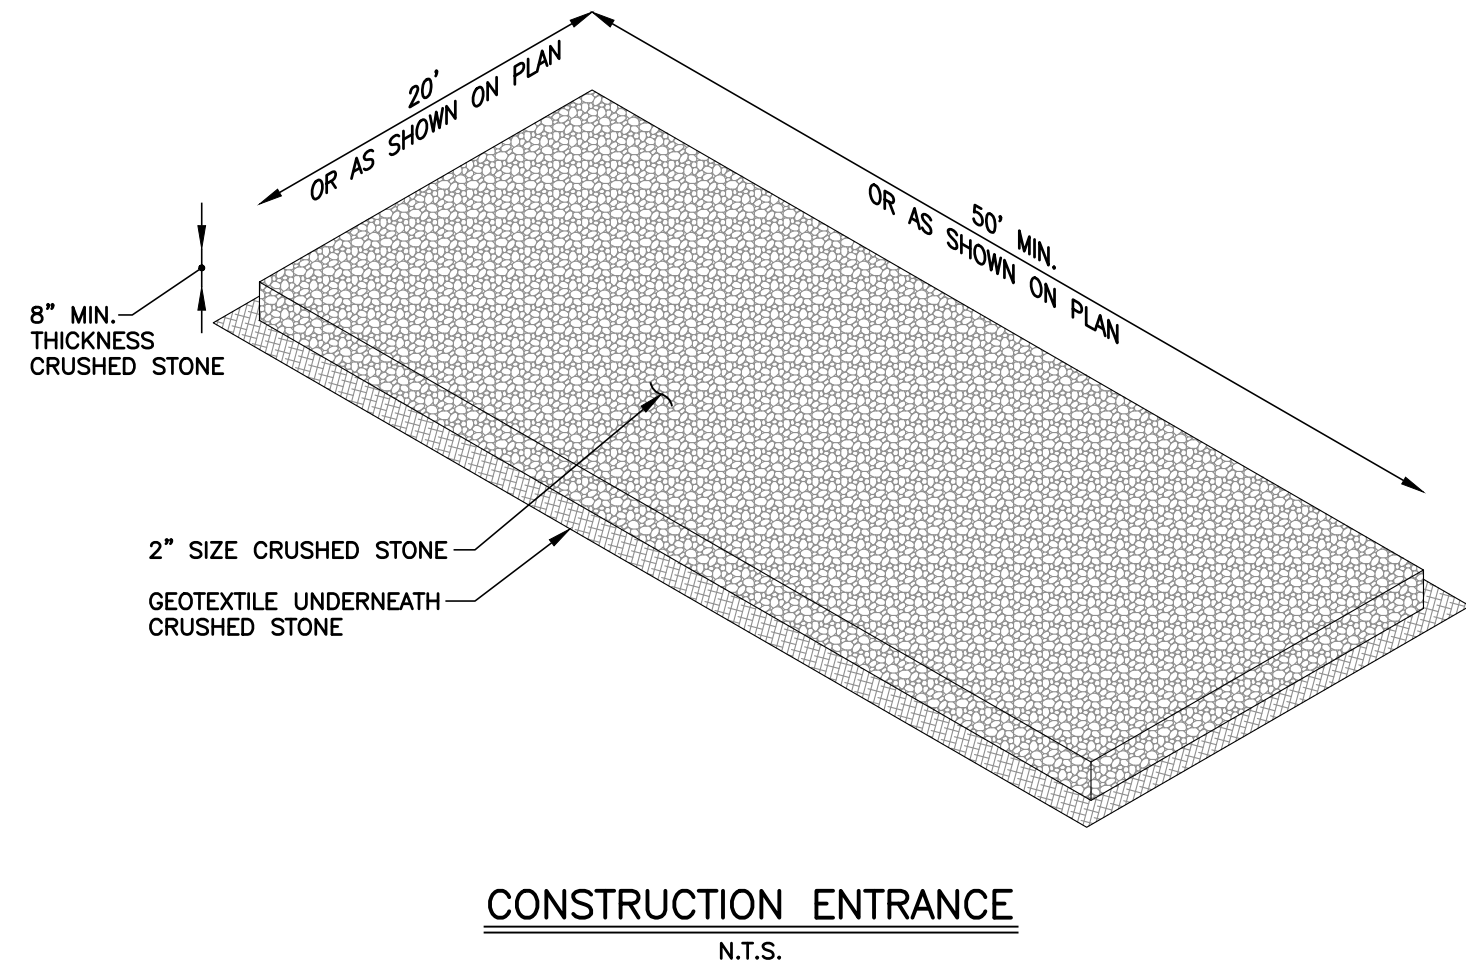 20'
OR AS SHOWN ON PLAN
50' MIN.
OR AS SHOWN ON PLAN
8" MIN.
THICKNESS
CRUSHED STONE
2" SIZE CRUSHED STONE
GEOTEXTILE UNDERNEATH
CRUSHED STONE
CONSTRUCTION ENTRANCE
N.T.S.